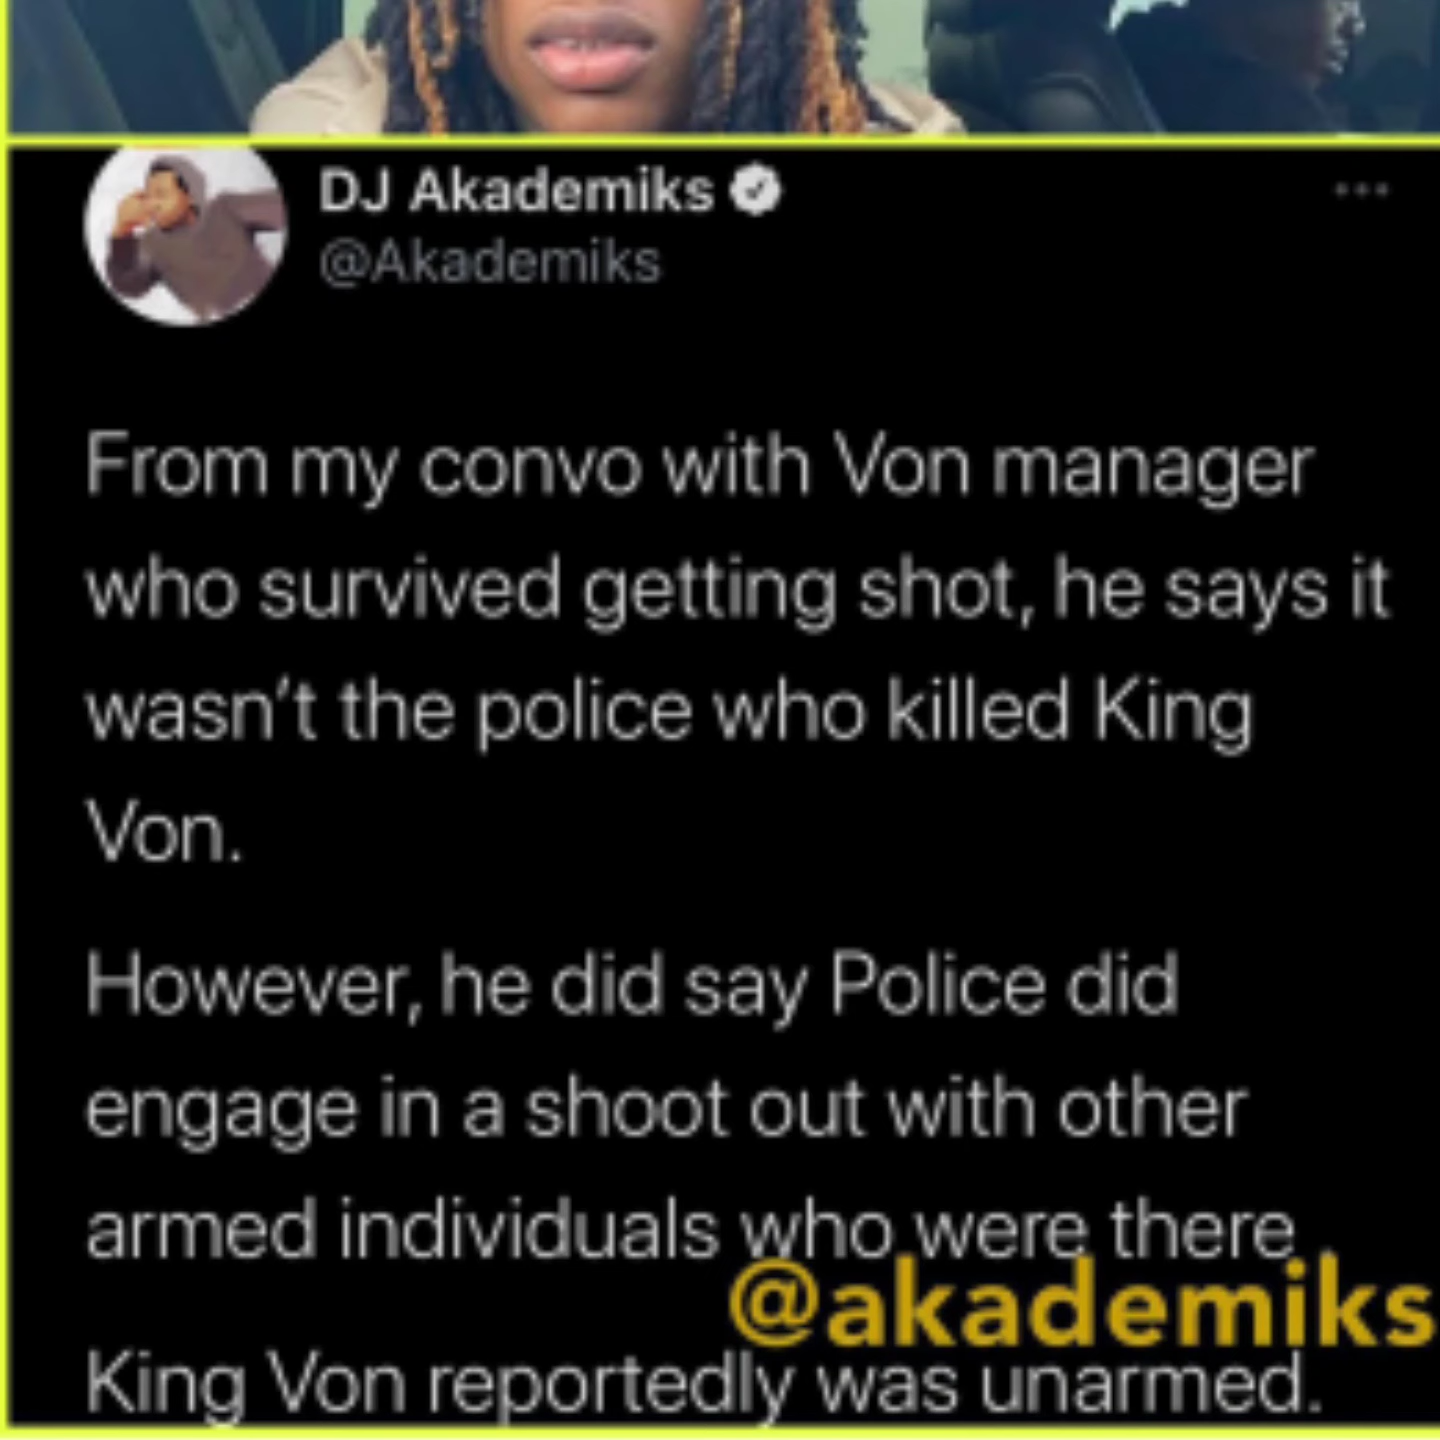 DJ Akademiks
@Akademiks
From my convo with Von manager
who survived getting shot, he says it
wasn't the police who killed King
Von.
However, he did say Police did
engage in a shoot out with other
armed individuals who were there .
@akademiks
King Von reportedly was unarmed.